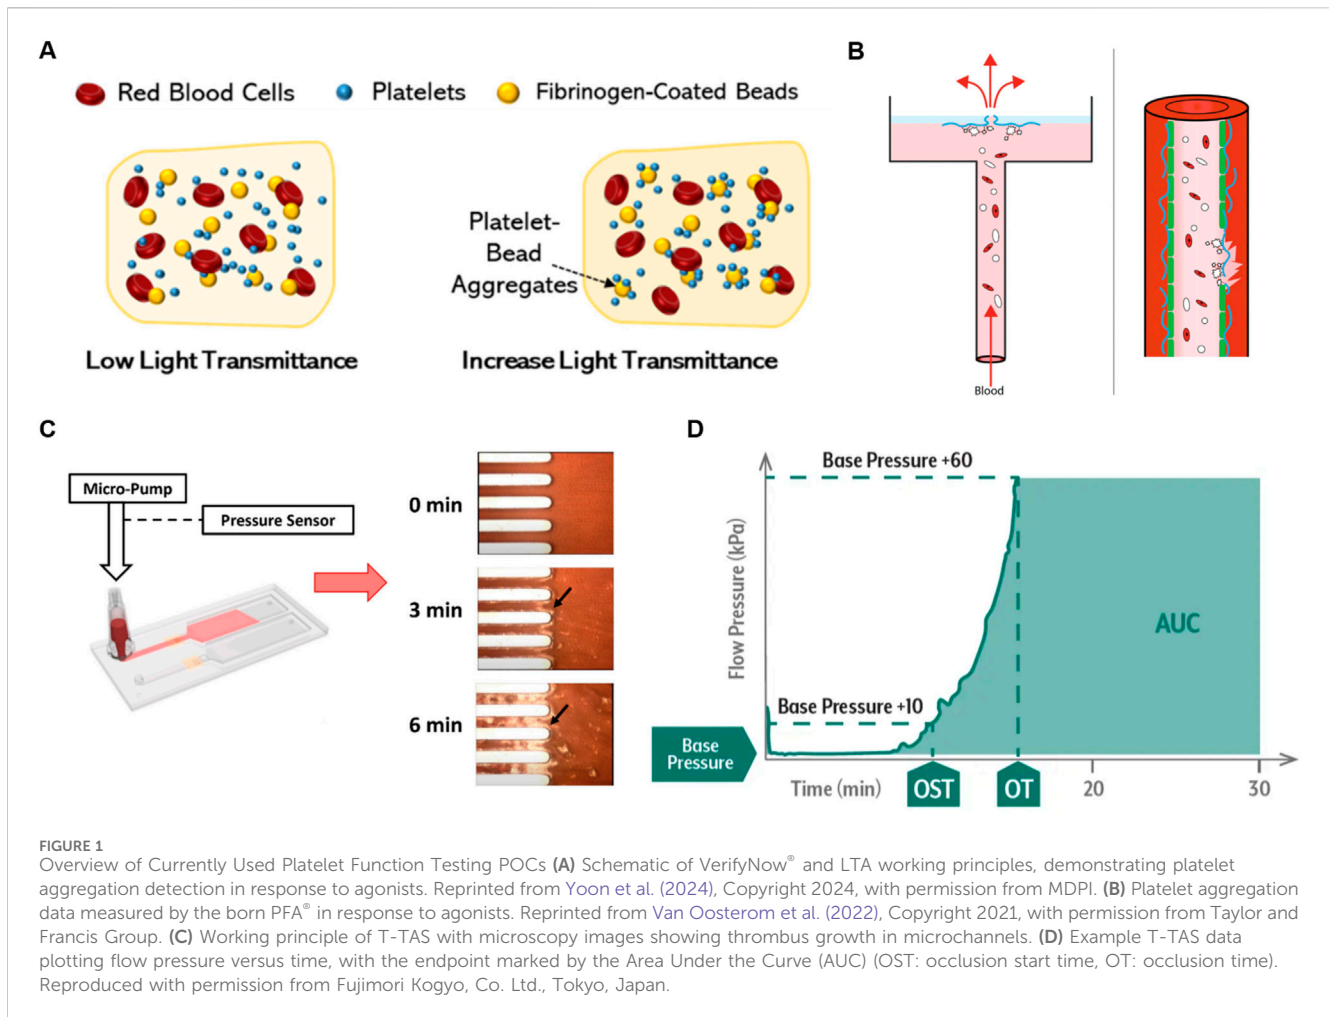 A
Red Blood Cells
Platelets
Fibrinogen-Coated Beads
Platelet-
Bead
Aggregates
Low Light Transmittance
Increase Light Transmittance
B
Blood
C
Micro-Pump
Pressure Sensor
0 min
3 min
6 min
D
Base Pressure +60
Flow Pressure (kPa)
AUC
Base Pressure +10
Base
Pressure
Time (min)
OST
OT
20
30
FIGURE 1
Overview of Currently Used Platelet Function Testing POCs (A) Schematic of VerifyNow® and LTA working principles, demonstrating platelet
aggregation detection in response to agonists. Reprinted from Yoon et al. (2024), Copyright 2024, with permission from MDPI. (B) Platelet aggregation
data measured by the born PFA® in response to agonists. Reprinted from Van Oosterom et al. (2022), Copyright 2021, with permission from Taylor and
Francis Group. (C) Working principle of T-TAS with microscopy images showing thrombus growth in microchannels. (D) Example T-TAS data
plotting flow pressure versus time, with the endpoint marked by the Area Under the Curve (AUC) (OST: occlusion start time, OT: occlusion time).
Reproduced with permission from Fujimori Kogyo, Co. Ltd., Tokyo, Japan.